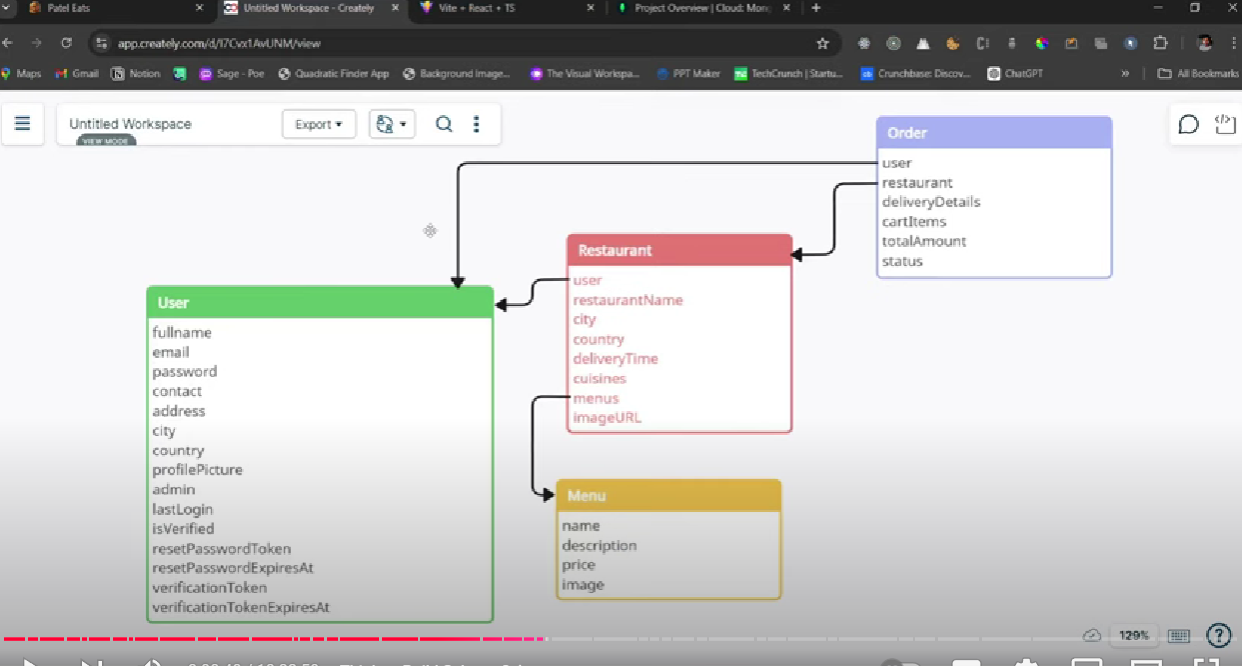 Patel Eats
Untitled Workspace - Creately
Vite + React + TS
Project Overview | Cloud: Mong
app.creately.com/d/I7Cvx1AvUNM/view
Maps
Gmail
Notion
Sage - Poe
Quadratic Finder App
Background Image...
The Visual Workspa...
PPT Maker
TechCrunch | Startu...
Crunchbase: Discov...
ChatGPT
All Bookmarks
Untitled Workspace
VIEW MODE
Export
Order
user
restaurant
deliveryDetails
cartItems
totalAmount
status
Restaurant
user
restaurantName
city
country
deliveryTime
cuisines
menus
imageURL
User
fullname
email
password
contact
address
city
country
profilePicture
admin
lastLogin
isVerified
resetPasswordToken
resetPasswordExpiresAt
verificationToken
verificationTokenExpiresAt
Menu
name
description
price
image
129%